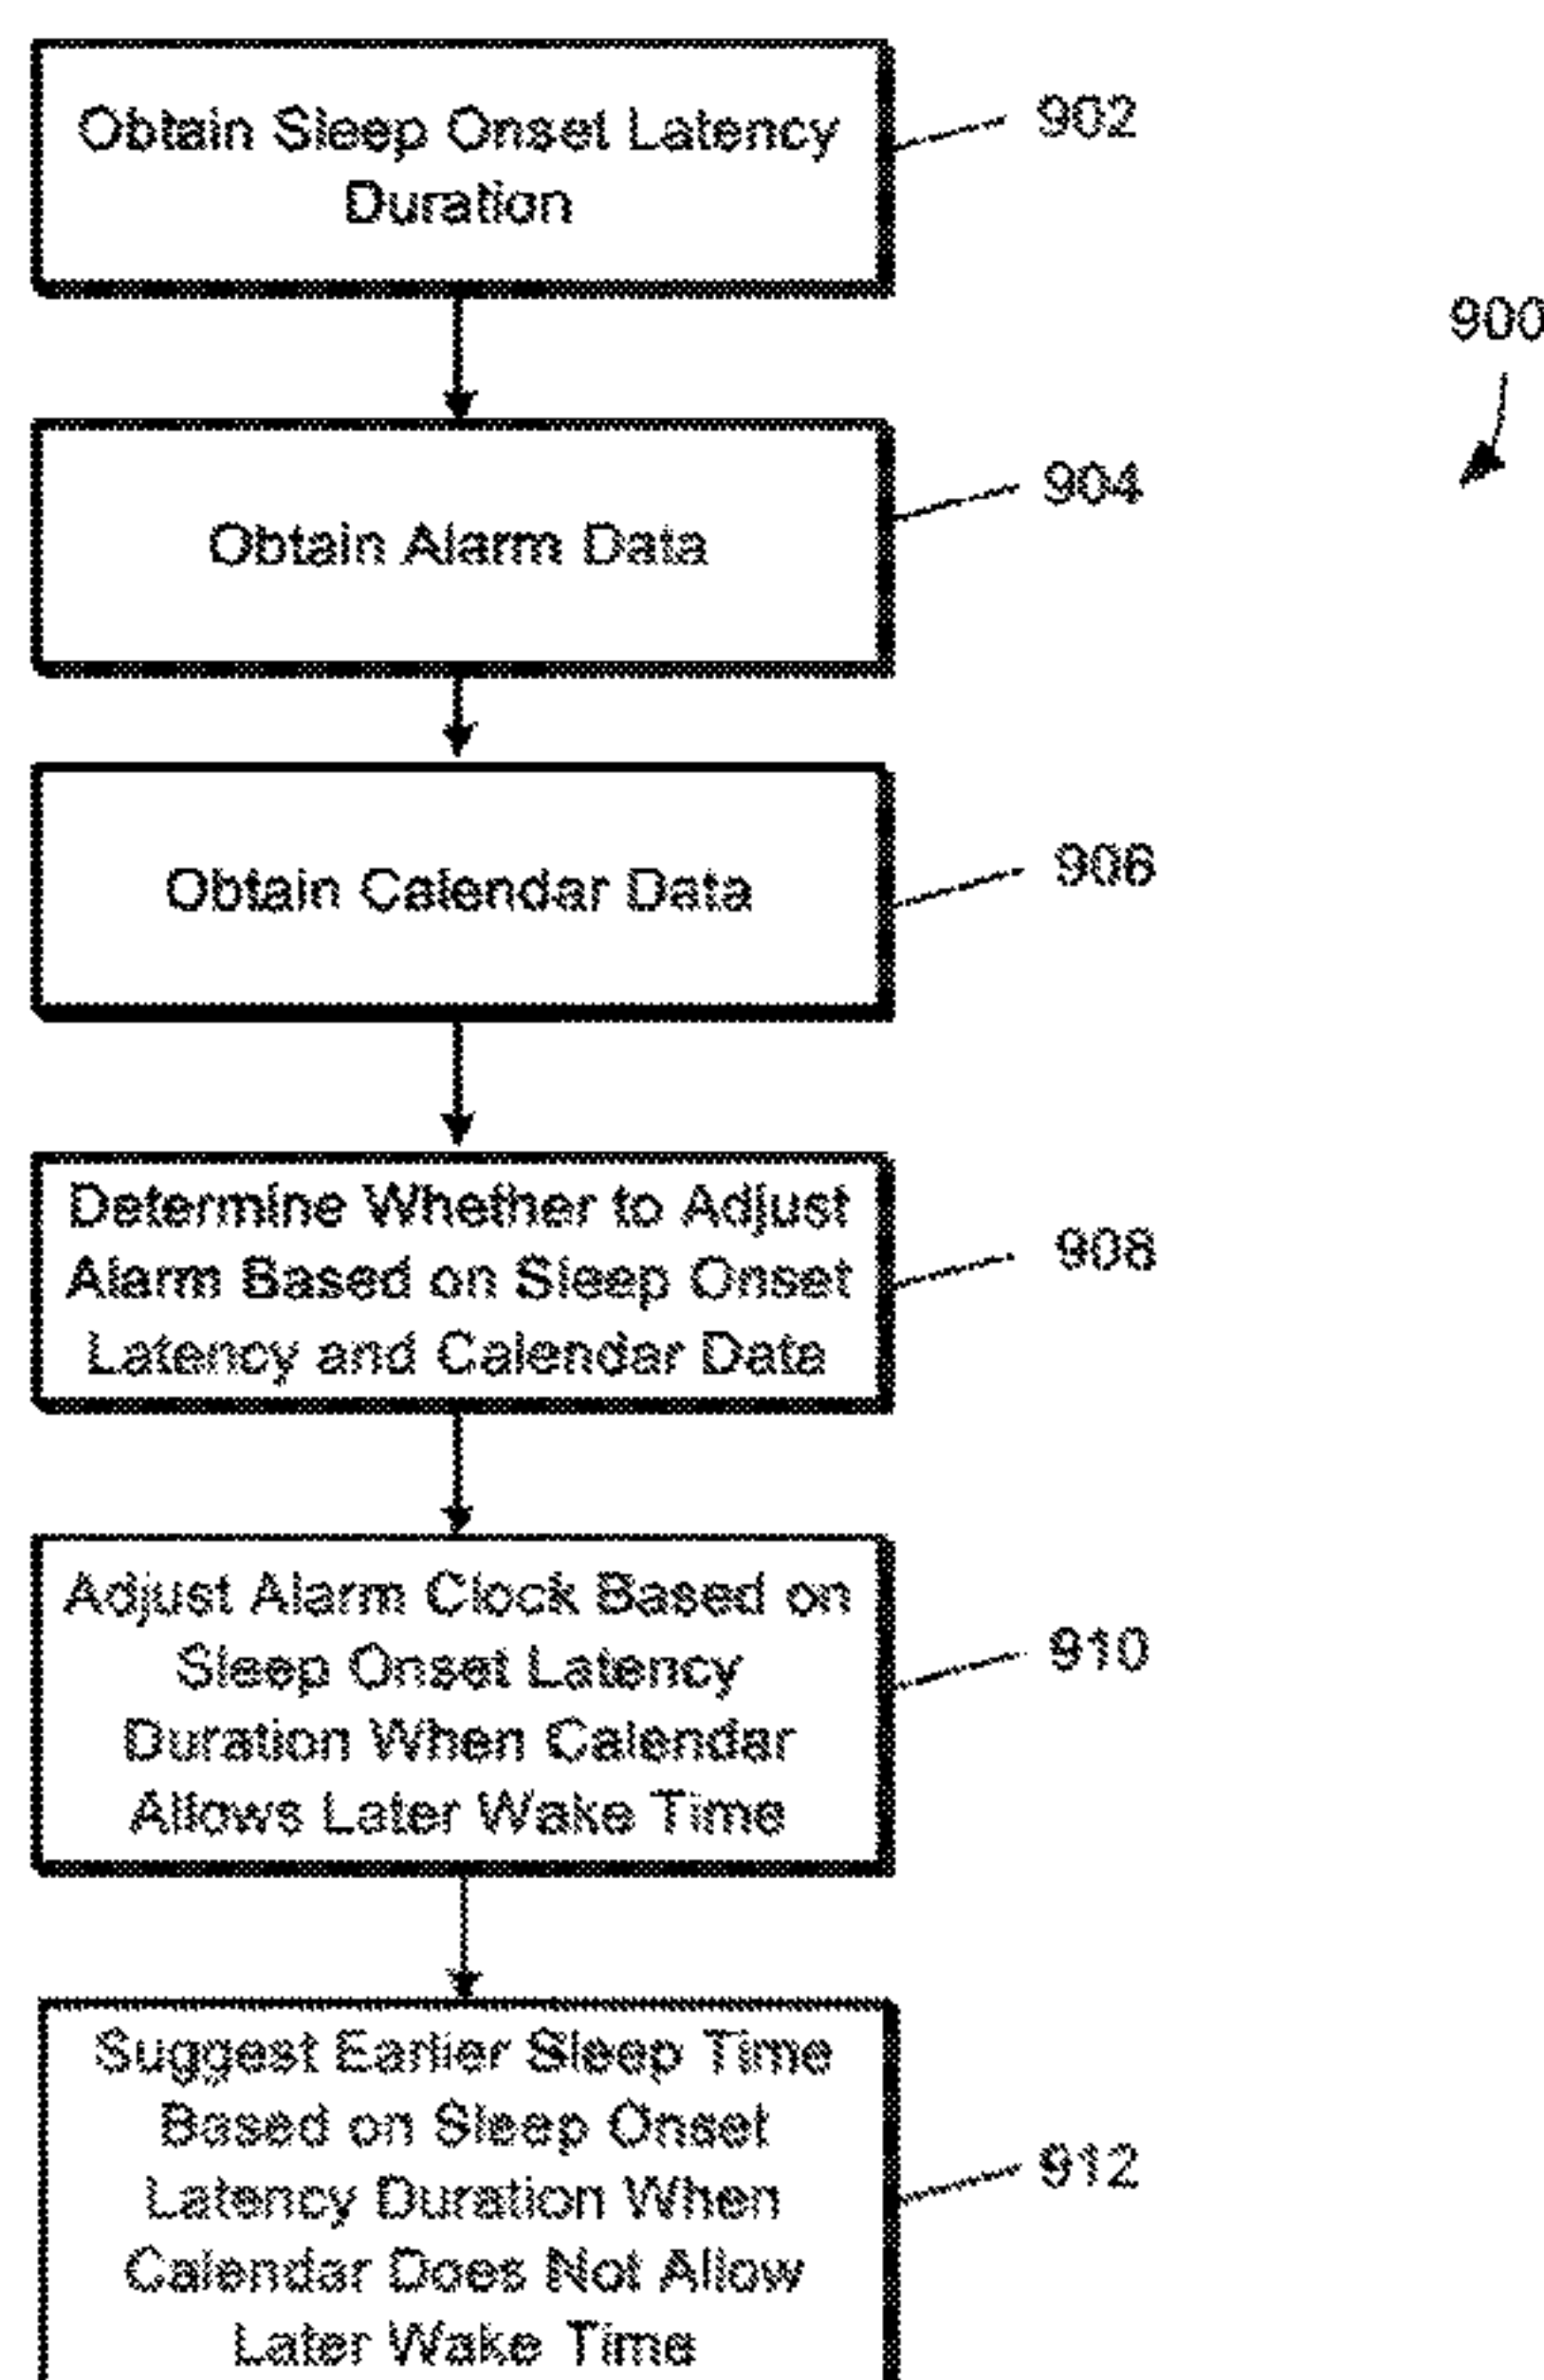 Obtain Sleep Onset Latency
Duration
902
900
Obtain Alarm Data
904
Obtain Calendar Data
906
Determine Whether to Adjust
Alarm Based on Sleep Onset
Latency and Calendar Data
908
Adjust Alarm Clock Based on
Sleep Onset Latency
Duration When Calendar
Allows Later Wake Time
910
Suggest Earlier Sleep Time
Based on Sleep Onset
Latency Duration When
Calendar Does Not Allow
Later Wake Time
912